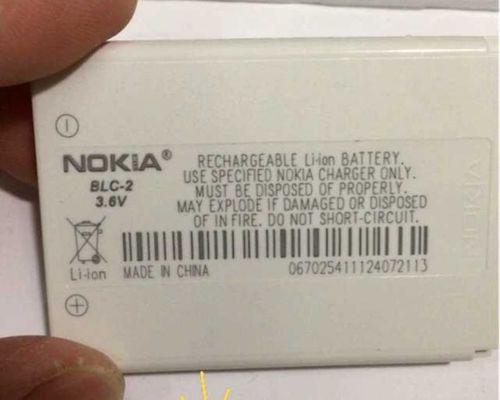 NOKIA®
BLC-2
3.6V
RECHARGEABLE Li-ion BATTERY.
USE SPECIFIED NOKIA CHARGER ONLY.
MUST BE DISPOSED OF PROPERLY.
MAY EXPLODE IF DAMAGED OR DISPOSED
OF IN FIRE. DO NOT SHORT-CIRCUIT.
Li-ion MADE IN CHINA 067025411124072113
NOKIA